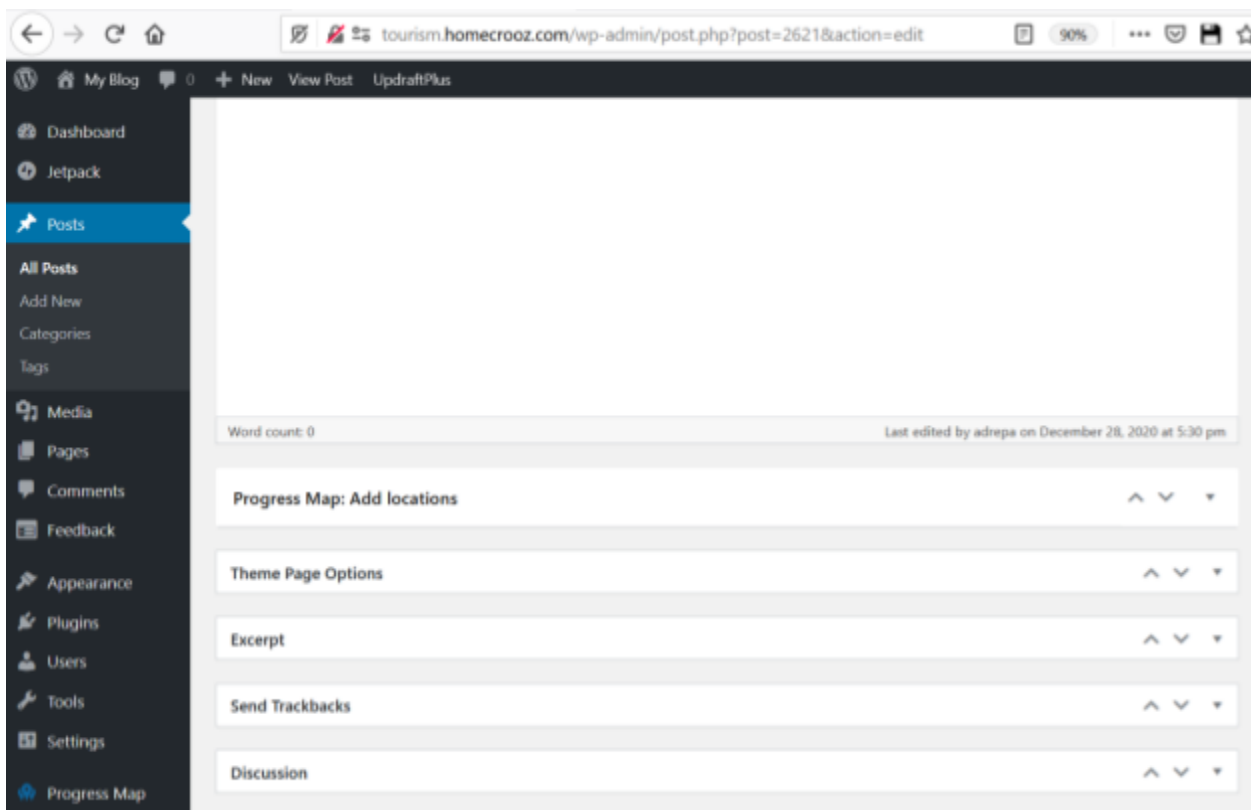 tourism.homecrooz.com/wp-admin/post.php?post=2621&action=edit 90%
My Blog 0 New View Post UpdraftPlus
Dashboard
Jetpack
Posts
All Posts
Add New
Categories
Tags
Media
Pages
Comments
Feedback
Appearance
Plugins
Users
Tools
Settings
Progress Map
Word count: 0 Last edited by adrepa on December 28, 2020 at 5:30 pm
Progress Map: Add locations
Theme Page Options
Excerpt
Send Trackbacks
Discussion